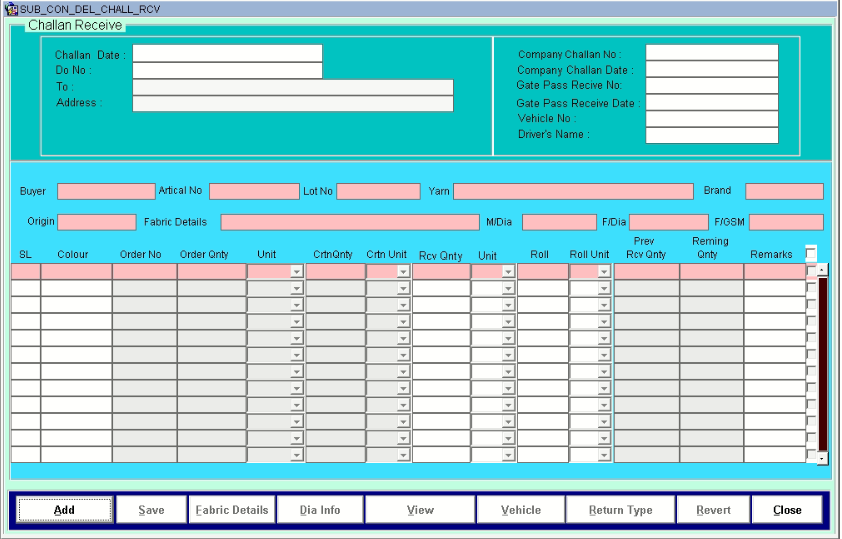 SUB_CON_DEL_CHALL_RCV
Challan Receive
Challan Date :
Do No :
To :
Address :
Company Challan No :
Company Challan Date :
Gate Pass Recive No:
Gate Pass Receive Date :
Vehicle No :
Driver's Name :
Buyer Artical No Lot No Yarn Brand
Origin Fabric Details M/Dia F/Dia F/GSM
SL Colour Order No Order Qnty Unit CrtnQnty Crtn Unit Rcv Qnty Unit Roll Roll Unit Prev Rcv Qnty Reming Qnty Remarks
Add Save Fabric Details Dia Info View Vehicle Return Type Revert Close